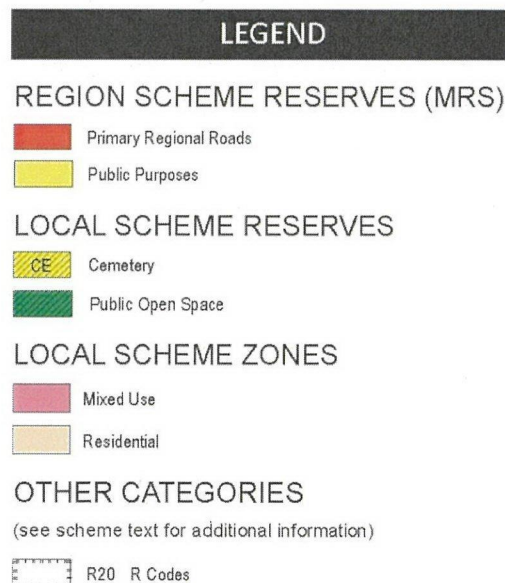 LEGEND
REGION SCHEME RESERVES (MRS)
Primary Regional Roads
Public Purposes
LOCAL SCHEME RESERVES
CE Cemetery
Public Open Space
LOCAL SCHEME ZONES
Mixed Use
Residential
OTHER CATEGORIES
(see scheme text for additional information)
R20 R Codes